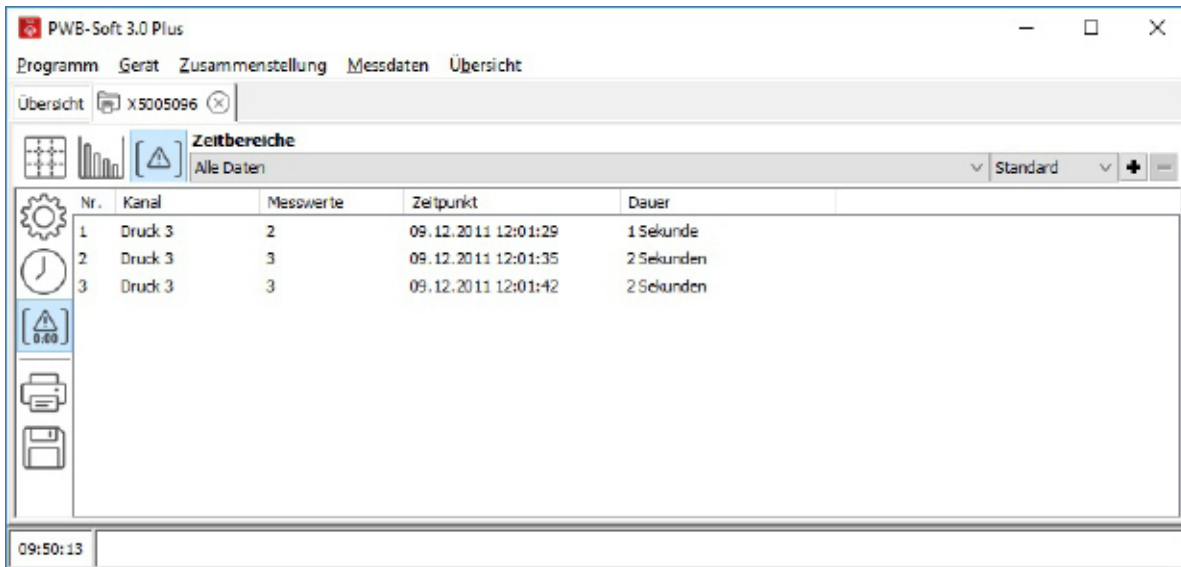 PWB-Soft 3.0 Plus
Programm Gerät Zusammenstellung Messdaten Übersicht
Übersicht X5005096
Zeitbereiche
Alle Daten Standard
Nr. Kanal Messwerte Zeitpunkt Dauer
1 Druck 3 2 09.12.2011 12:01:29 1 Sekunde
2 Druck 3 3 09.12.2011 12:01:35 2 Sekunden
3 Druck 3 3 09.12.2011 12:01:42 2 Sekunden
0:00
09:50:13